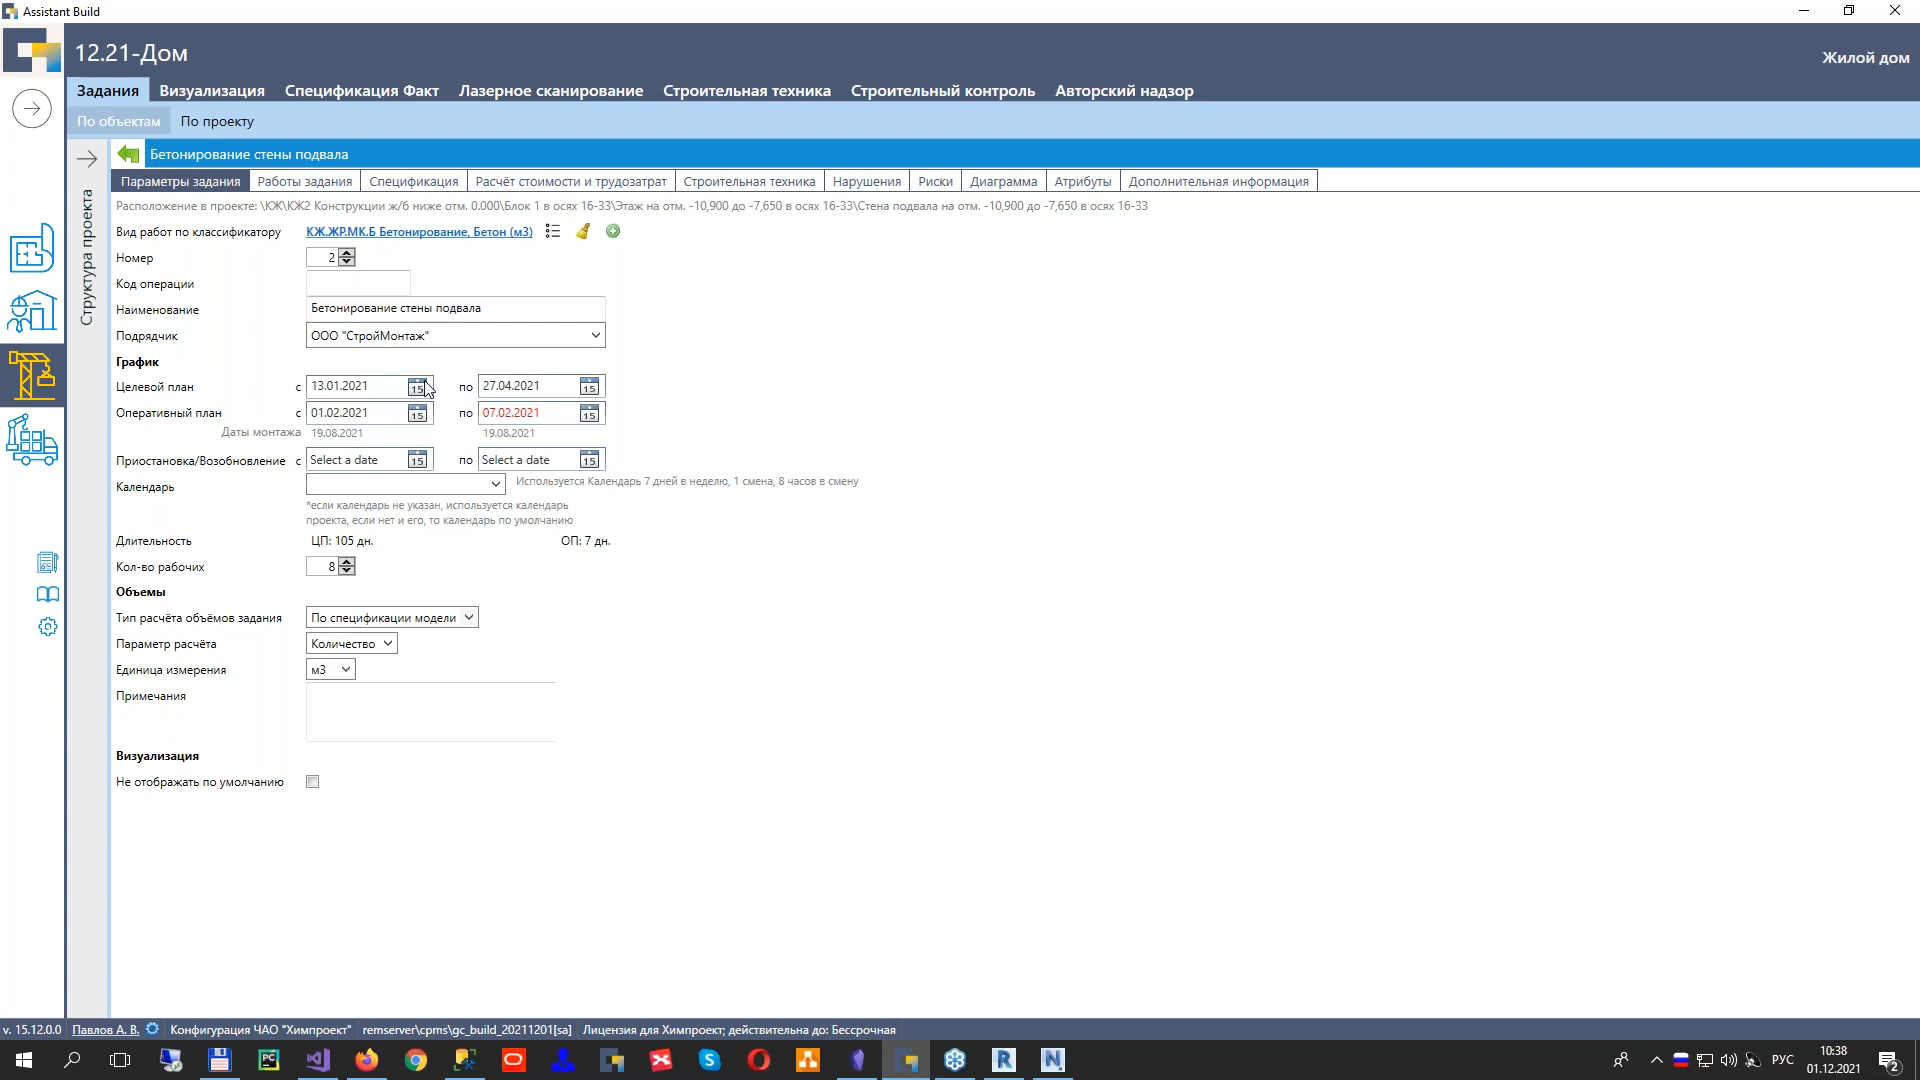 Assistant Build
12.21-Дом
Жилой дом
Задания Визуализация Спецификация Факт Лазерное сканирование Строительная техника Строительный контроль Авторский надзор
По объектам По проекту
Структура проекта
Бетонирование стены подвала
Параметры задания Работы задания Спецификация Расчёт стоимости и трудозатрат Строительная техника Нарушения Риски Диаграмма Атрибуты Дополнительная информация
Расположение в проекте: \КЖ\КЖ2 Конструкции ж/б ниже отм. 0.000\Блок 1 в осях 16-33\Этаж на отм. -10,900 до -7,650 в осях 16-33\Стена подвала на отм. -10,900 до -7,650 в осях 16-33
Вид работ по классификатору КЖ.ЖР.МК.Б Бетонирование, Бетон (м3)
Номер 2
Код операции
Наименование Бетонирование стены подвала
Подрядчик ООО "СтройМонтаж"
График
Целевой план с 13.01.2021 15 по 27.04.2021 15
Оперативный план с 01.02.2021 15 по 07.02.2021 15
Даты монтажа 19.08.2021 19.08.2021
Приостановка/Возобновление с Select a date 15 по Select a date 15
Календарь Используется Календарь 7 дней в неделю, 1 смена, 8 часов в смену
*если календарь не указан, используется календарь
проекта, если нет и его, то календарь по умолчанию
Длительность ЦП: 105 дн. ОП: 7 дн.
Кол-во рабочих 8
Объемы
Тип расчёта объёмов задания По спецификации модели
Параметр расчёта Количество
Единица измерения м3
Примечания
Визуализация
Не отображать по умолчанию
v. 15.12.0.0 Павлов А. В. Конфигурация ЧАО "Химпроект" remserver\cpms\gc_build_20211201[sa] Лицензия для Химпроект; действительна до: Бессрочная
PC
R
N
РУС
10:38
01.12.2021
2